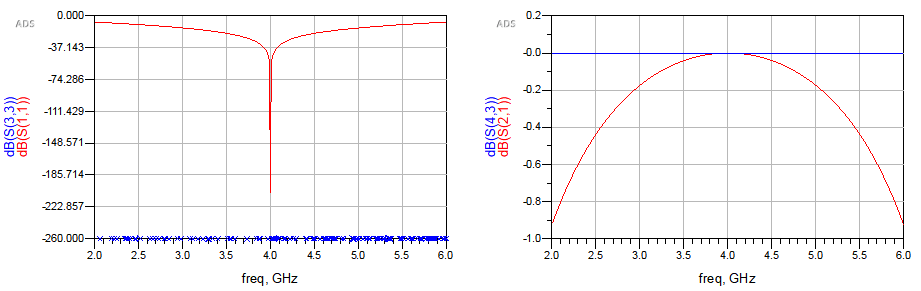 ADS
0.000
-37.143
-74.286
-111.429
-148.571
-185.714
-222.857
-260.000
dB(S(3,3))
dB(S(1,1))
2.0 2.5 3.0 3.5 4.0 4.5 5.0 5.5 6.0
freq, GHz
ADS
0.2
-0.0
-0.2
-0.4
-0.6
-0.8
-1.0
dB(S(4,3))
dB(S(2,1))
2.0 2.5 3.0 3.5 4.0 4.5 5.0 5.5 6.0
freq, GHz